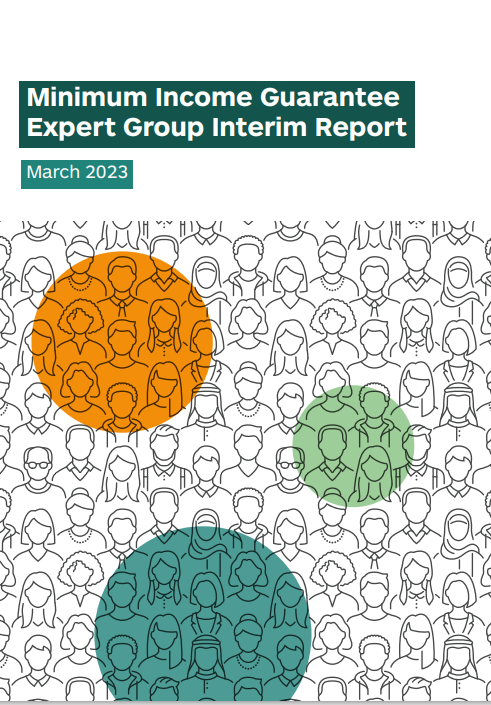 Minimum Income Guarantee
Expert Group Interim Report
March 2023